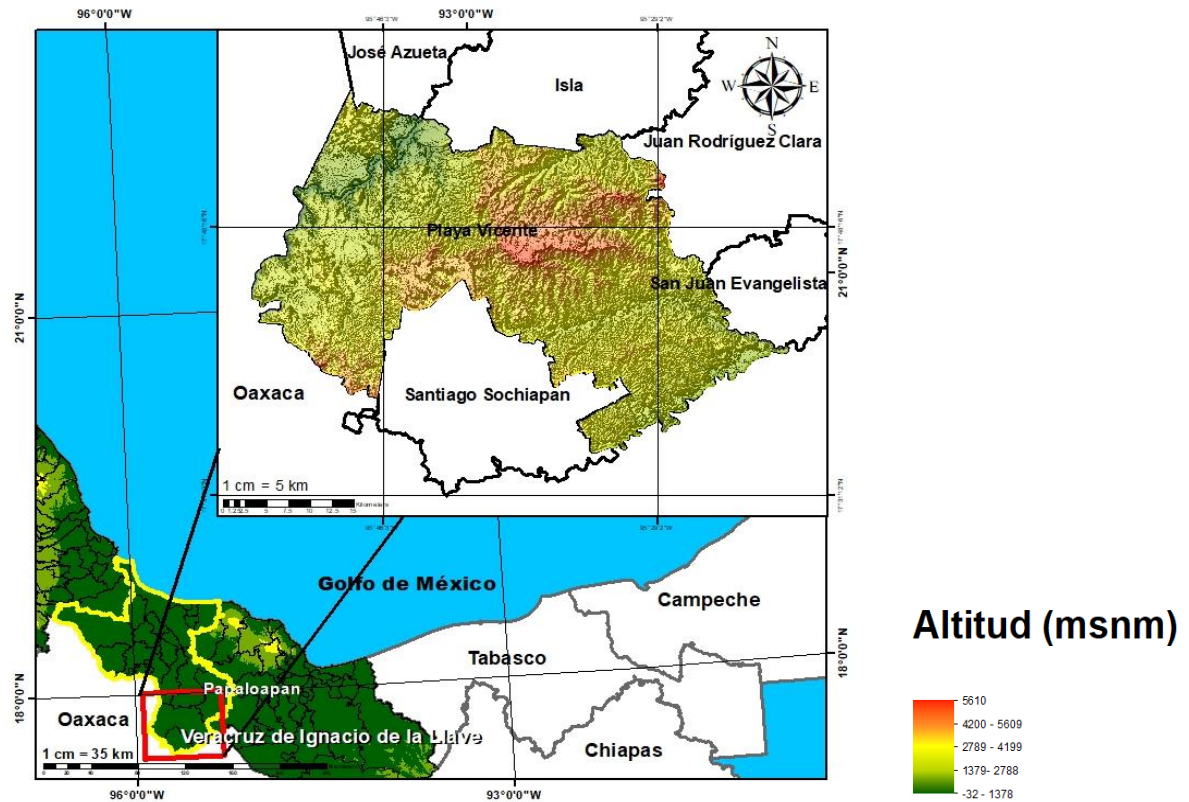 96°0'0"W
93°0'0"W
José Azueta
Isla
N
W
E
S
Juan Rodríguez Clara
Playa Vicente
San Juan Evangelista
21°0'0"N
21°0'0"N
Oaxaca
Santiago Sochiapan
1 cm = 5 km
Golfo de México
Campeche
Altitud (msnm)
Tabasco
18°0'0"N
Papaloapan
18°0'0"N
5610
Oaxaca
4200 - 5609
Veracruz de Ignacio de la Llave
2789 - 4199
1 cm = 35 km
Chiapas
1379- 2788
-32 - 1378
96°0'0"W
93°0'0"W